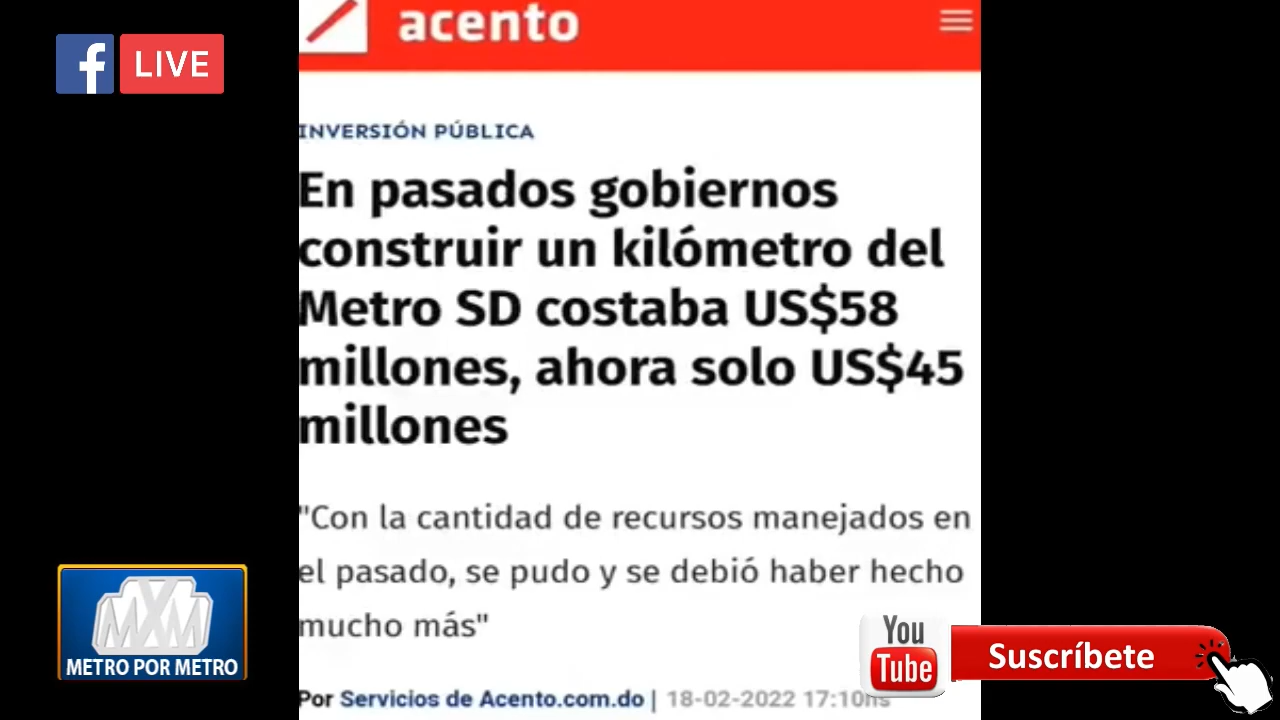 acento
LIVE
INVERSIÓN PÚBLICA
En pasados gobiernos
construir un kilómetro del
Metro SD costaba US$58
millones, ahora solo US$45
millones
"Con la cantidad de recursos manejados en
el pasado, se pudo y se debió haber hecho
mucho más"
MXM
METRO POR METRO
You
Tube
Suscríbete
Por Servicios de Acento.com.do | 18-02-2022 17:10hs